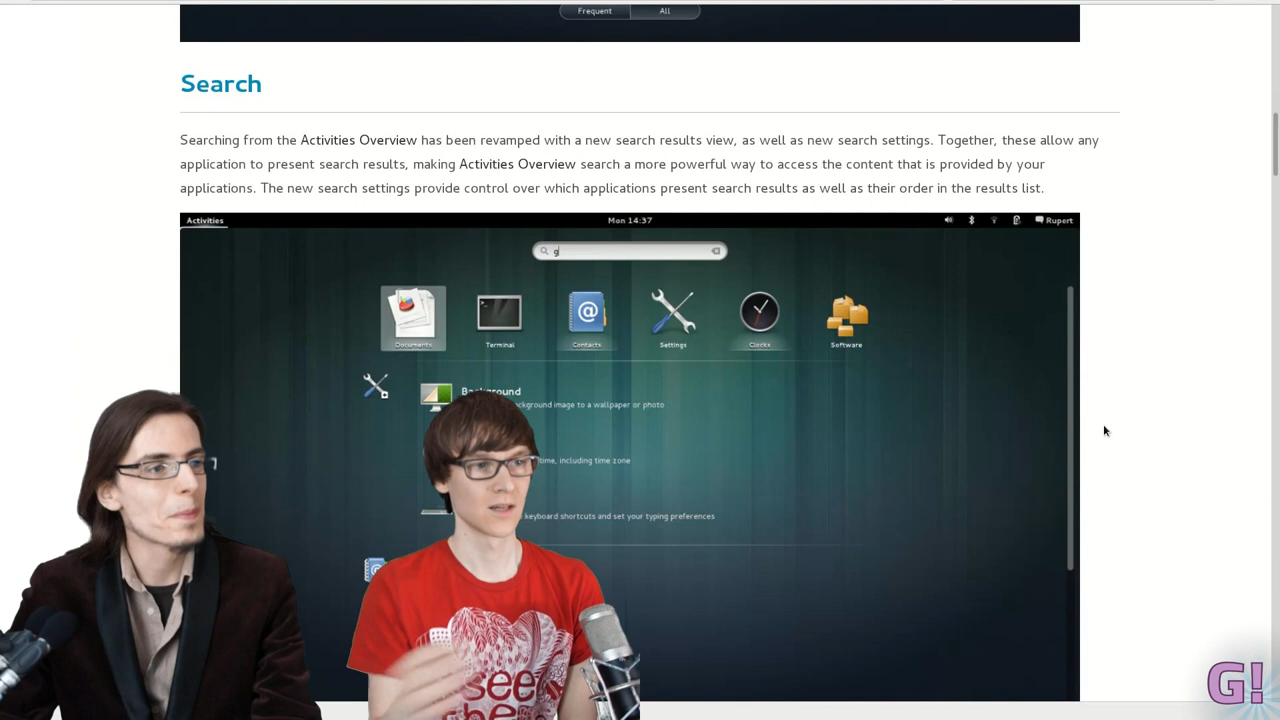 Frequent All
Search
Searching from the Activities Overview has been revamped with a new search results view, as well as new search settings. Together, these allow any
application to present search results, making Activities Overview search a more powerful way to access the content that is provided by your
applications. The new search settings provide control over which applications present search results as well as their order in the results list.
Activities Mon 14:37 Rupert
g
Documents Terminal Contacts Settings Clocks Software
Background
ckground image to a wallpaper or photo
time, including time zone
keyboard shortcuts and set your typing preferences
see
G!